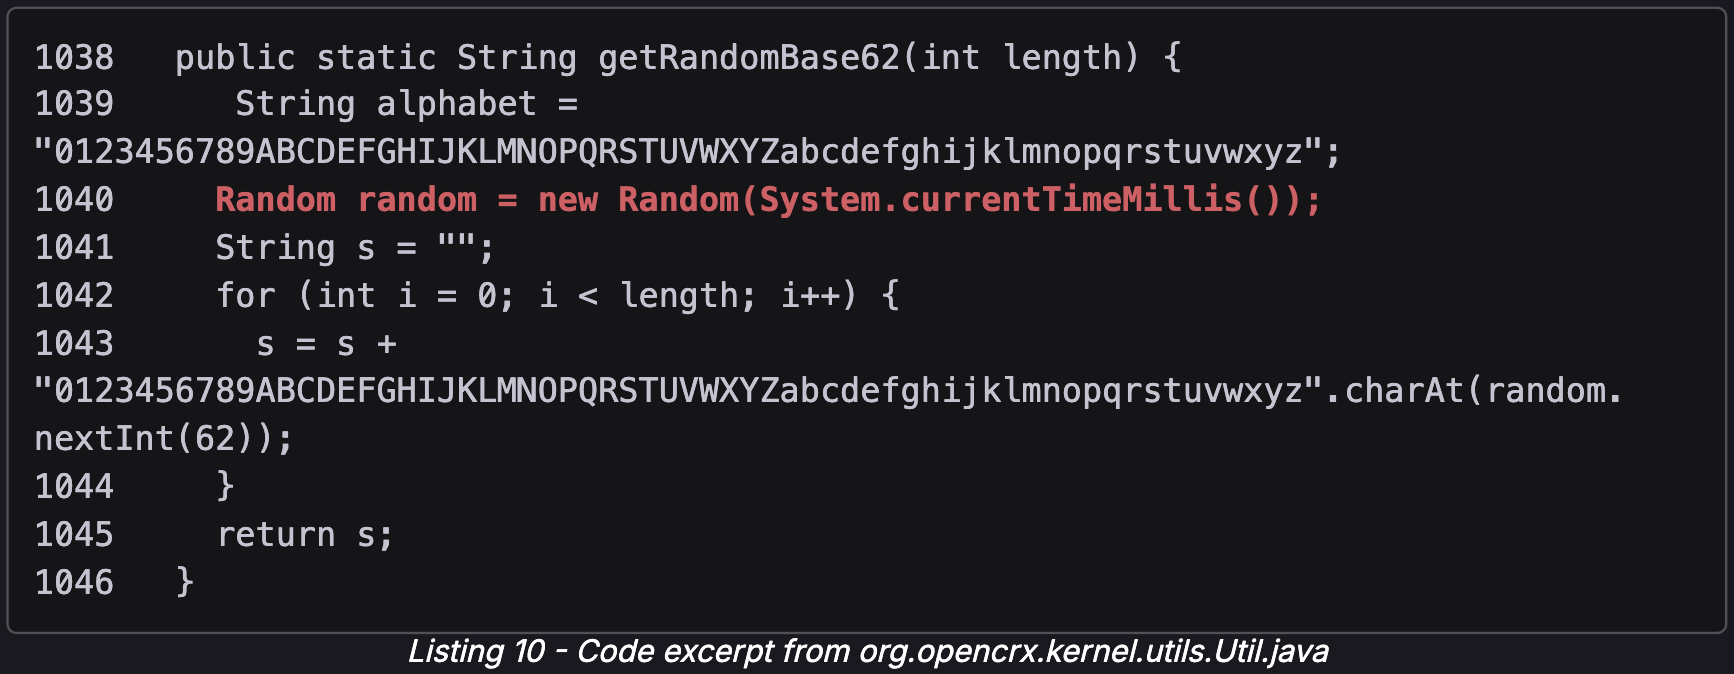 1038   public static String getRandomBase62(int length) {
1039      String alphabet =
"0123456789ABCDEFGHIJKLMNOPQRSTUVWXYZabcdefghijklmnopqrstuvwxyz";
1040     Random random = new Random(System.currentTimeMillis());
1041     String s = "";
1042     for (int i = 0; i < length; i++) {
1043       s = s +
"0123456789ABCDEFGHIJKLMNOPQRSTUVWXYZabcdefghijklmnopqrstuvwxyz".charAt(random.
nextInt(62));
1044     }
1045     return s;
1046   }
Listing 10 - Code excerpt from org.opencrx.kernel.utils.Util.java